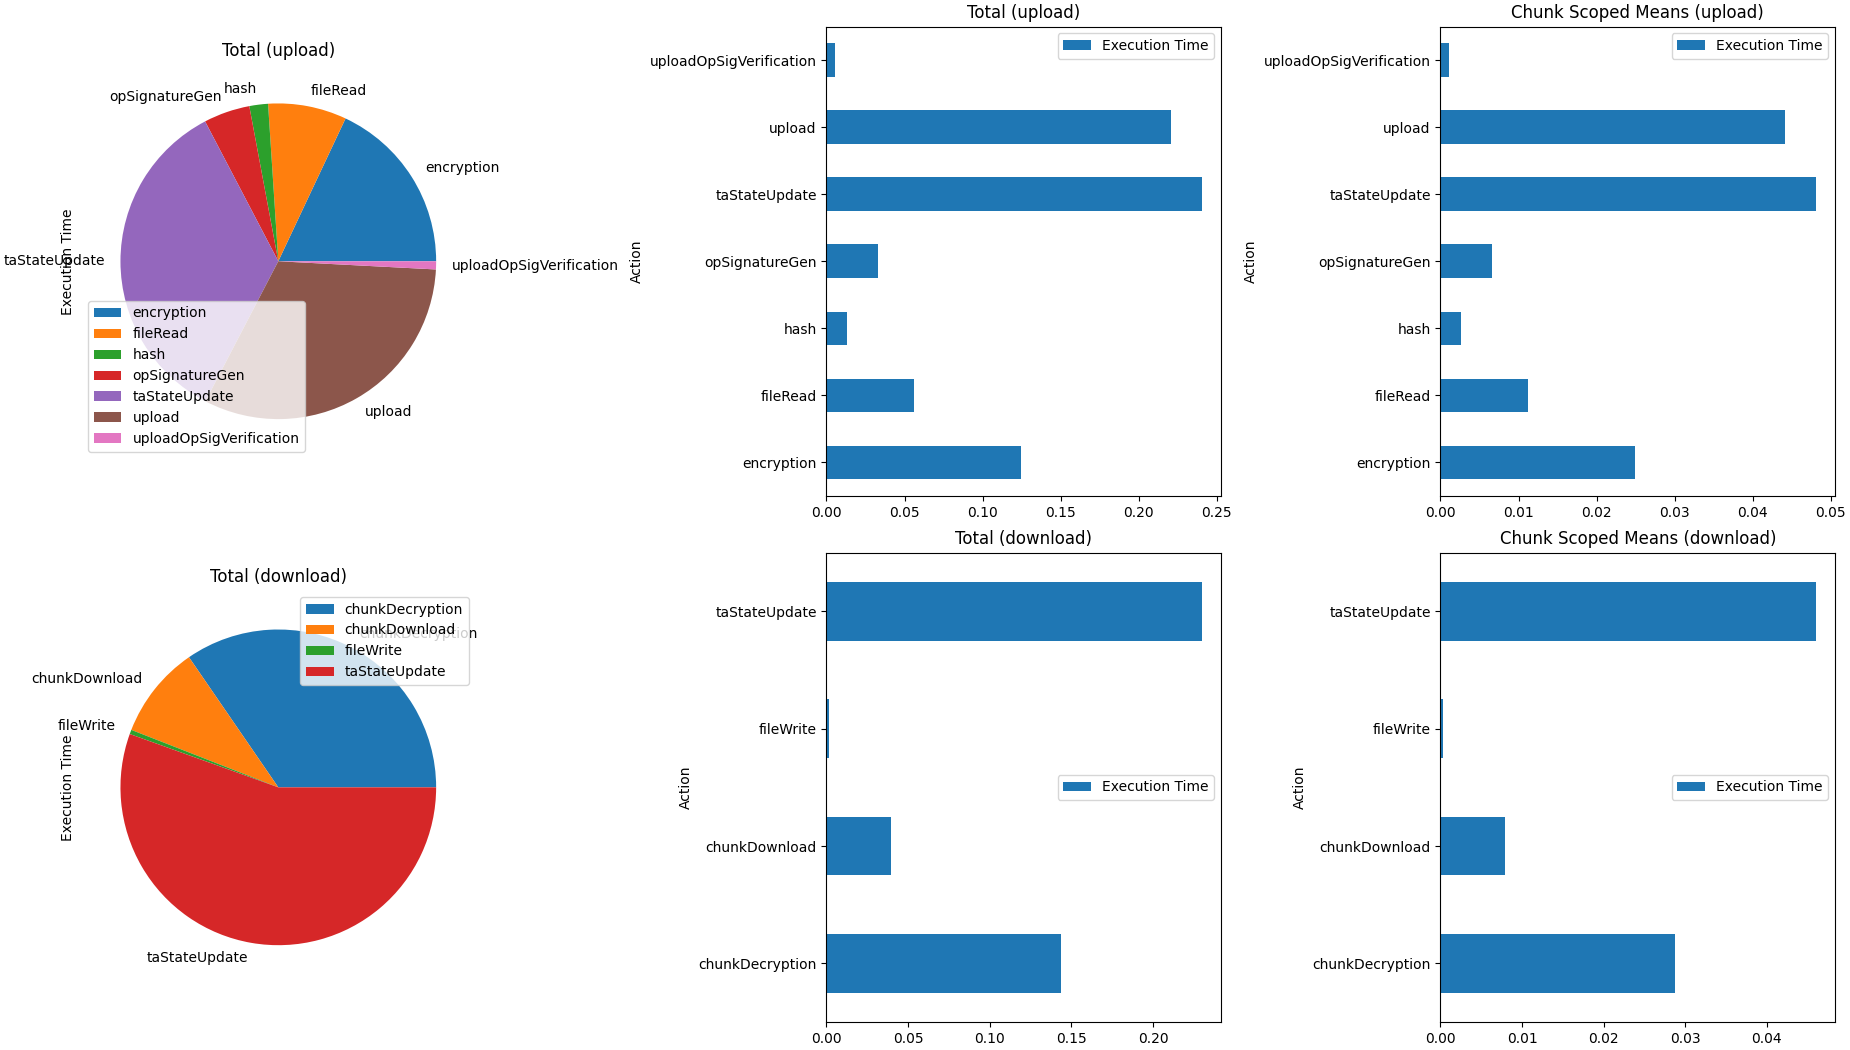 Total (upload)
hash
fileRead
opSignatureGen
encryption
Execution Time
taStateUpdate
uploadOpSigVerification
upload
encryption
fileRead
hash
opSignatureGen
taStateUpdate
upload
uploadOpSigVerification
Total (upload)
Execution Time
uploadOpSigVerification
upload
taStateUpdate
opSignatureGen
hash
fileRead
encryption
Action
0.00 0.05 0.10 0.15 0.20 0.25
Chunk Scoped Means (upload)
Execution Time
uploadOpSigVerification
upload
taStateUpdate
opSignatureGen
hash
fileRead
encryption
Action
0.00 0.01 0.02 0.03 0.04 0.05
Total (download)
chunkDecryption
chunkDecryption
chunkDownload
fileWrite
taStateUpdate
chunkDownload
fileWrite
Execution Time
taStateUpdate
Total (download)
taStateUpdate
fileWrite
Execution Time
chunkDownload
chunkDecryption
Action
0.00 0.05 0.10 0.15 0.20
Chunk Scoped Means (download)
taStateUpdate
fileWrite
Execution Time
chunkDownload
chunkDecryption
Action
0.00 0.01 0.02 0.03 0.04